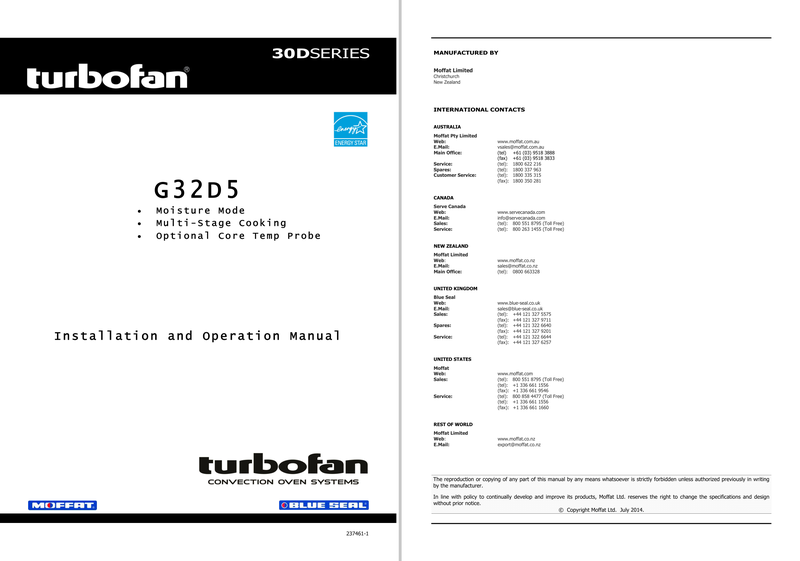 30DSERIES
turbofan®
energy
ENERGY STAR
G32D5
• Moisture Mode
• Multi-Stage Cooking
• Optional Core Temp Probe
Installation and Operation Manual
turbofan
CONVECTION OVEN SYSTEMS
MOFFAT
BLUE SEAL
237461-1
MANUFACTURED BY
Moffat Limited
Christchurch
New Zealand
INTERNATIONAL CONTACTS
AUSTRALIA
Moffat Pty Limited
Web: www.moffat.com.au
E.Mail: vsales@moffat.com.au
Main Office: (tel) +61 (03) 9518 3888
(fax) +61 (03) 9518 3833
Service: (tel): 1800 622 216
Spares: (tel): 1800 337 963
Customer Service: (tel): 1800 335 315
(fax): 1800 350 281
CANADA
Serve Canada
Web: www.servecanada.com
E.Mail: info@servecanada.com
Sales: (tel): 800 551 8795 (Toll Free)
Service: (tel): 800 263 1455 (Toll Free)
NEW ZEALAND
Moffat Limited
Web: www.moffat.co.nz
E.Mail: sales@moffat.co.nz
Main Office: (tel): 0800 663328
UNITED KINGDOM
Blue Seal
Web: www.blue-seal.co.uk
E.Mail: sales@blue-seal.co.uk
Sales: (tel): +44 121 327 5575
(fax): +44 121 327 9711
Spares: (tel): +44 121 322 6640
(fax): +44 121 327 9201
Service: (tel): +44 121 322 6644
(fax): +44 121 327 6257
UNITED STATES
Moffat
Web: www.moffat.com
Sales: (tel): 800 551 8795 (Toll Free)
(tel): +1 336 661 1556
(fax): +1 336 661 9546
Service: (tel): 800 858 4477 (Toll Free)
(tel): +1 336 661 1556
(fax): +1 336 661 1660
REST OF WORLD
Moffat Limited
Web: www.moffat.co.nz
E.Mail: export@moffat.co.nz
The reproduction or copying of any part of this manual by any means whatsoever is strictly forbidden unless authorized previously in writing
by the manufacturer.
In line with policy to continually develop and improve its products, Moffat Ltd. reserves the right to change the specifications and design
without prior notice.
© Copyright Moffat Ltd. July 2014.